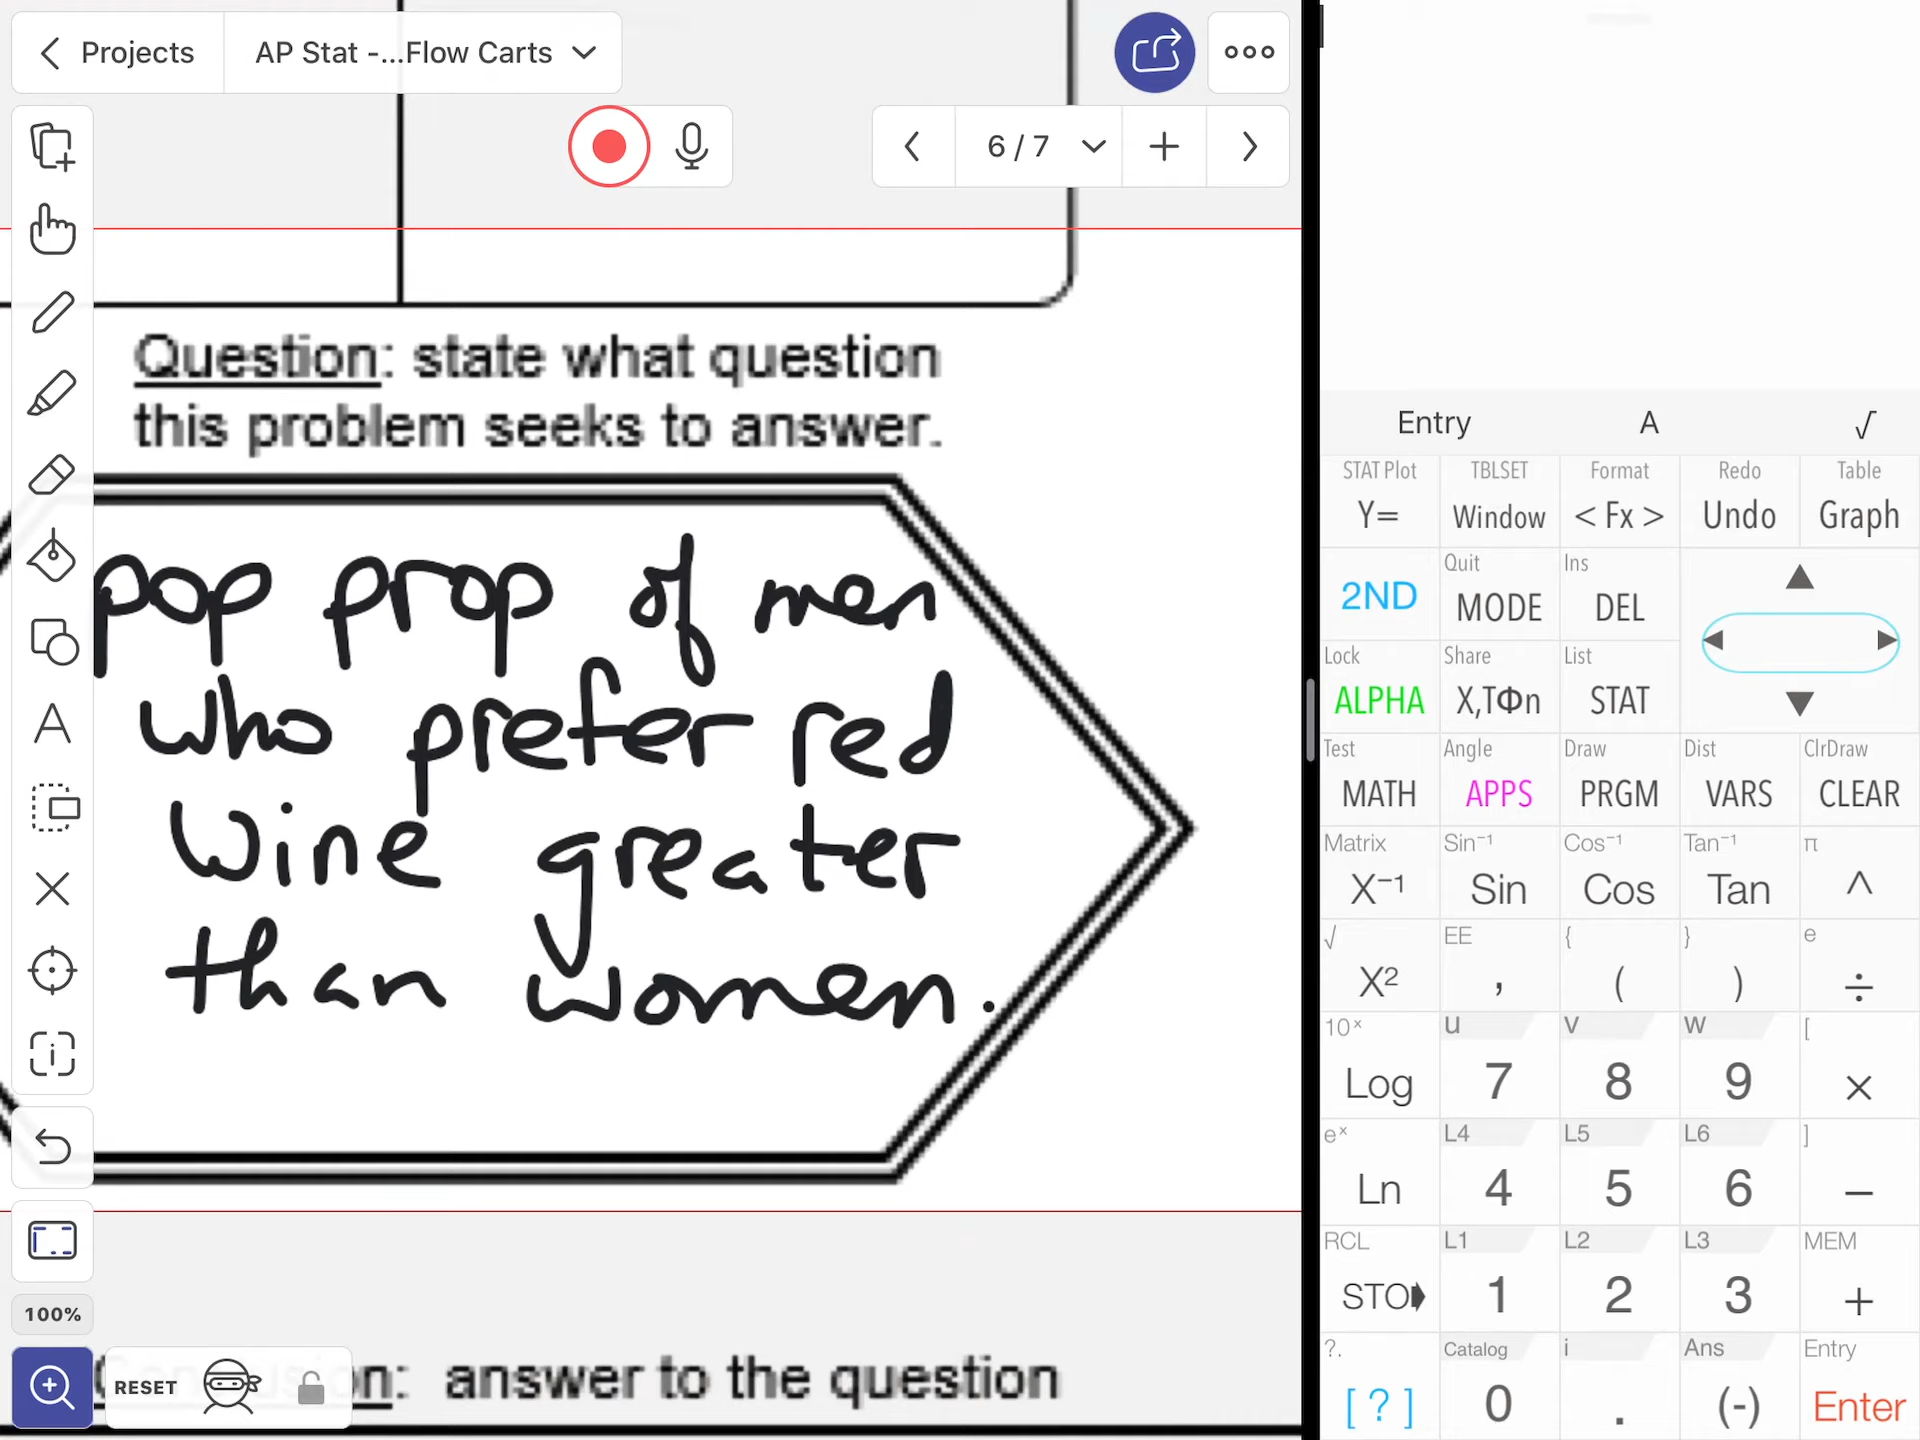 Projects
AP Stat -...Flow Carts
6 / 7
Question: state what question
this problem seeks to answer.
pop prop of men
who prefer red
wine greater
than women.
100%
RESET
on: answer to the question
Entry A √
STAT Plot TBLSET Format Redo Table
Y= Window < Fx > Undo Graph
Quit Ins
2ND MODE DEL
Lock Share List
ALPHA X,TΦn STAT
Test Angle Draw Dist ClrDraw
MATH APPS PRGM VARS CLEAR
Matrix Sin⁻¹ Cos⁻¹ Tan⁻¹ π
X⁻¹ Sin Cos Tan ^
√ EE { } e
X² , ( ) ÷
10ˣ u v w [
Log 7 8 9 ×
eˣ L4 L5 L6 ]
Ln 4 5 6 −
RCL L1 L2 L3 MEM
STO 1 2 3 +
?. Catalog i Ans Entry
[ ? ] 0 . (-) Enter